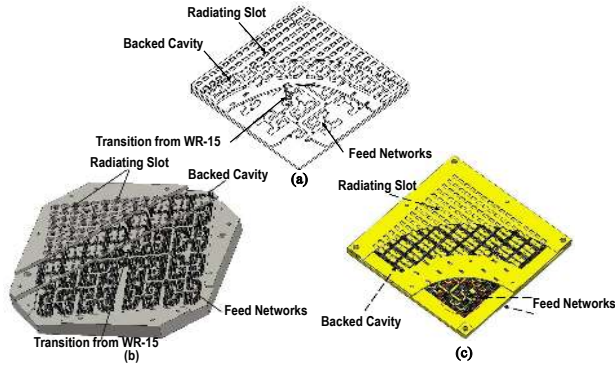 Radiating Slot
Backed Cavity
Transition from WR-15
Feed Networks
(a)
Radiating Slot
Backed Cavity
Feed Networks
Transition from WR-15
(b)
Radiating Slot
Feed Networks
Backed Cavity
(c)